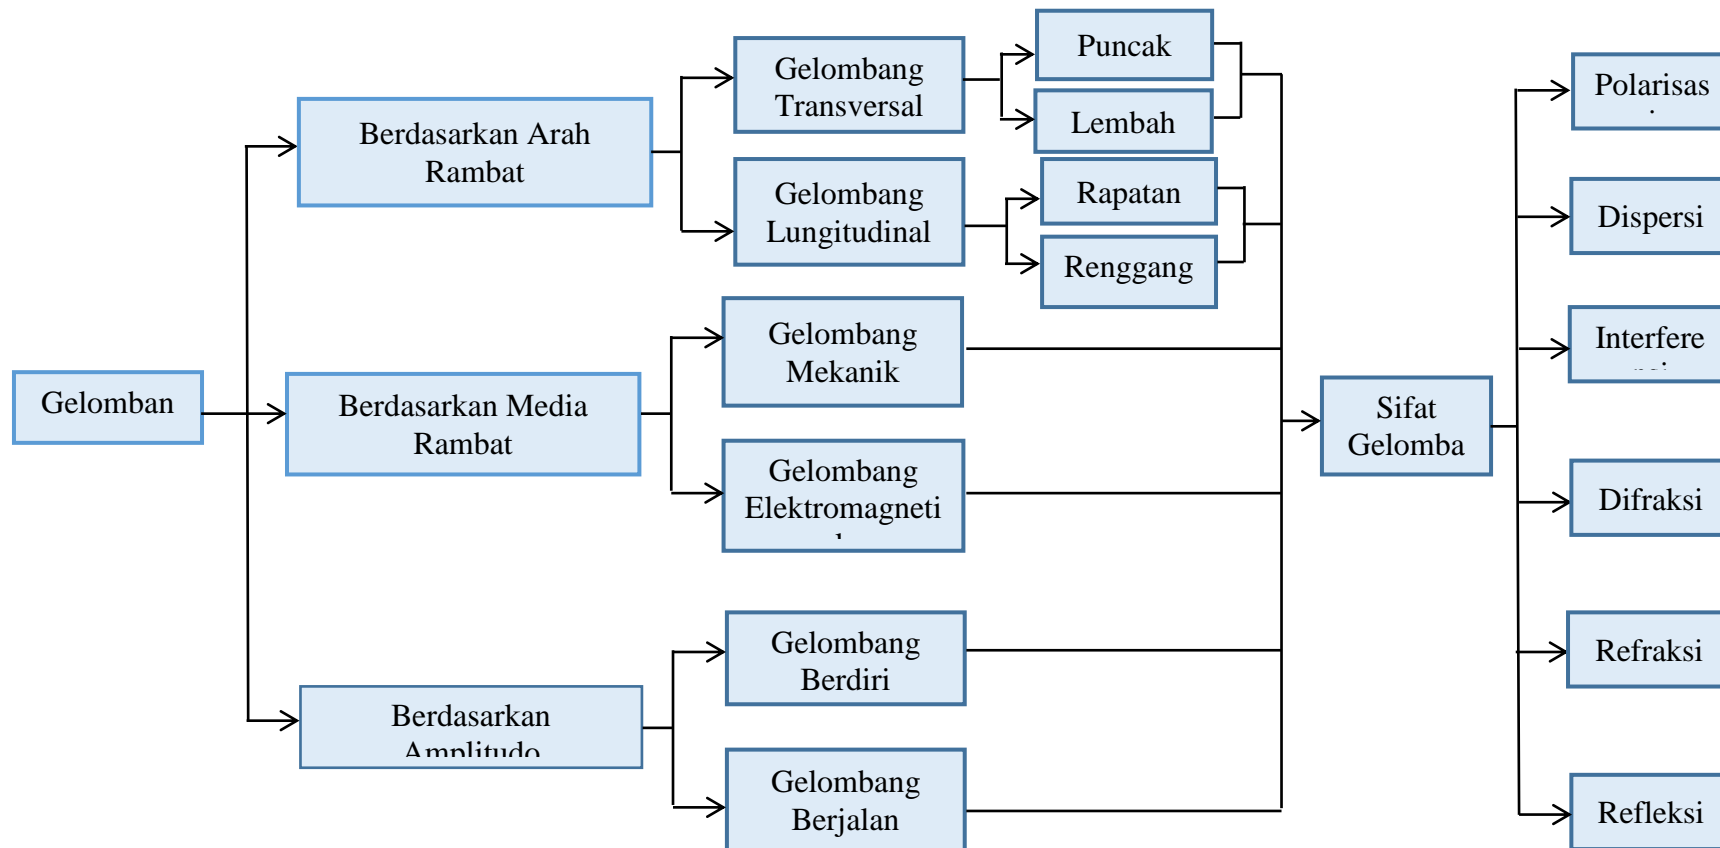 Gelomban
Berdasarkan Arah
Rambat
Berdasarkan Media
Rambat
Berdasarkan
Amplitudo
Gelombang
Transversal
Gelombang
Lungitudinal
Gelombang
Mekanik
Gelombang
Elektromagneti
Gelombang
Berdiri
Gelombang
Berjalan
Puncak
Lembah
Rapatan
Renggang
Sifat
Gelomba
Polarisas
Dispersi
Interfere
Difraksi
Refraksi
Refleksi